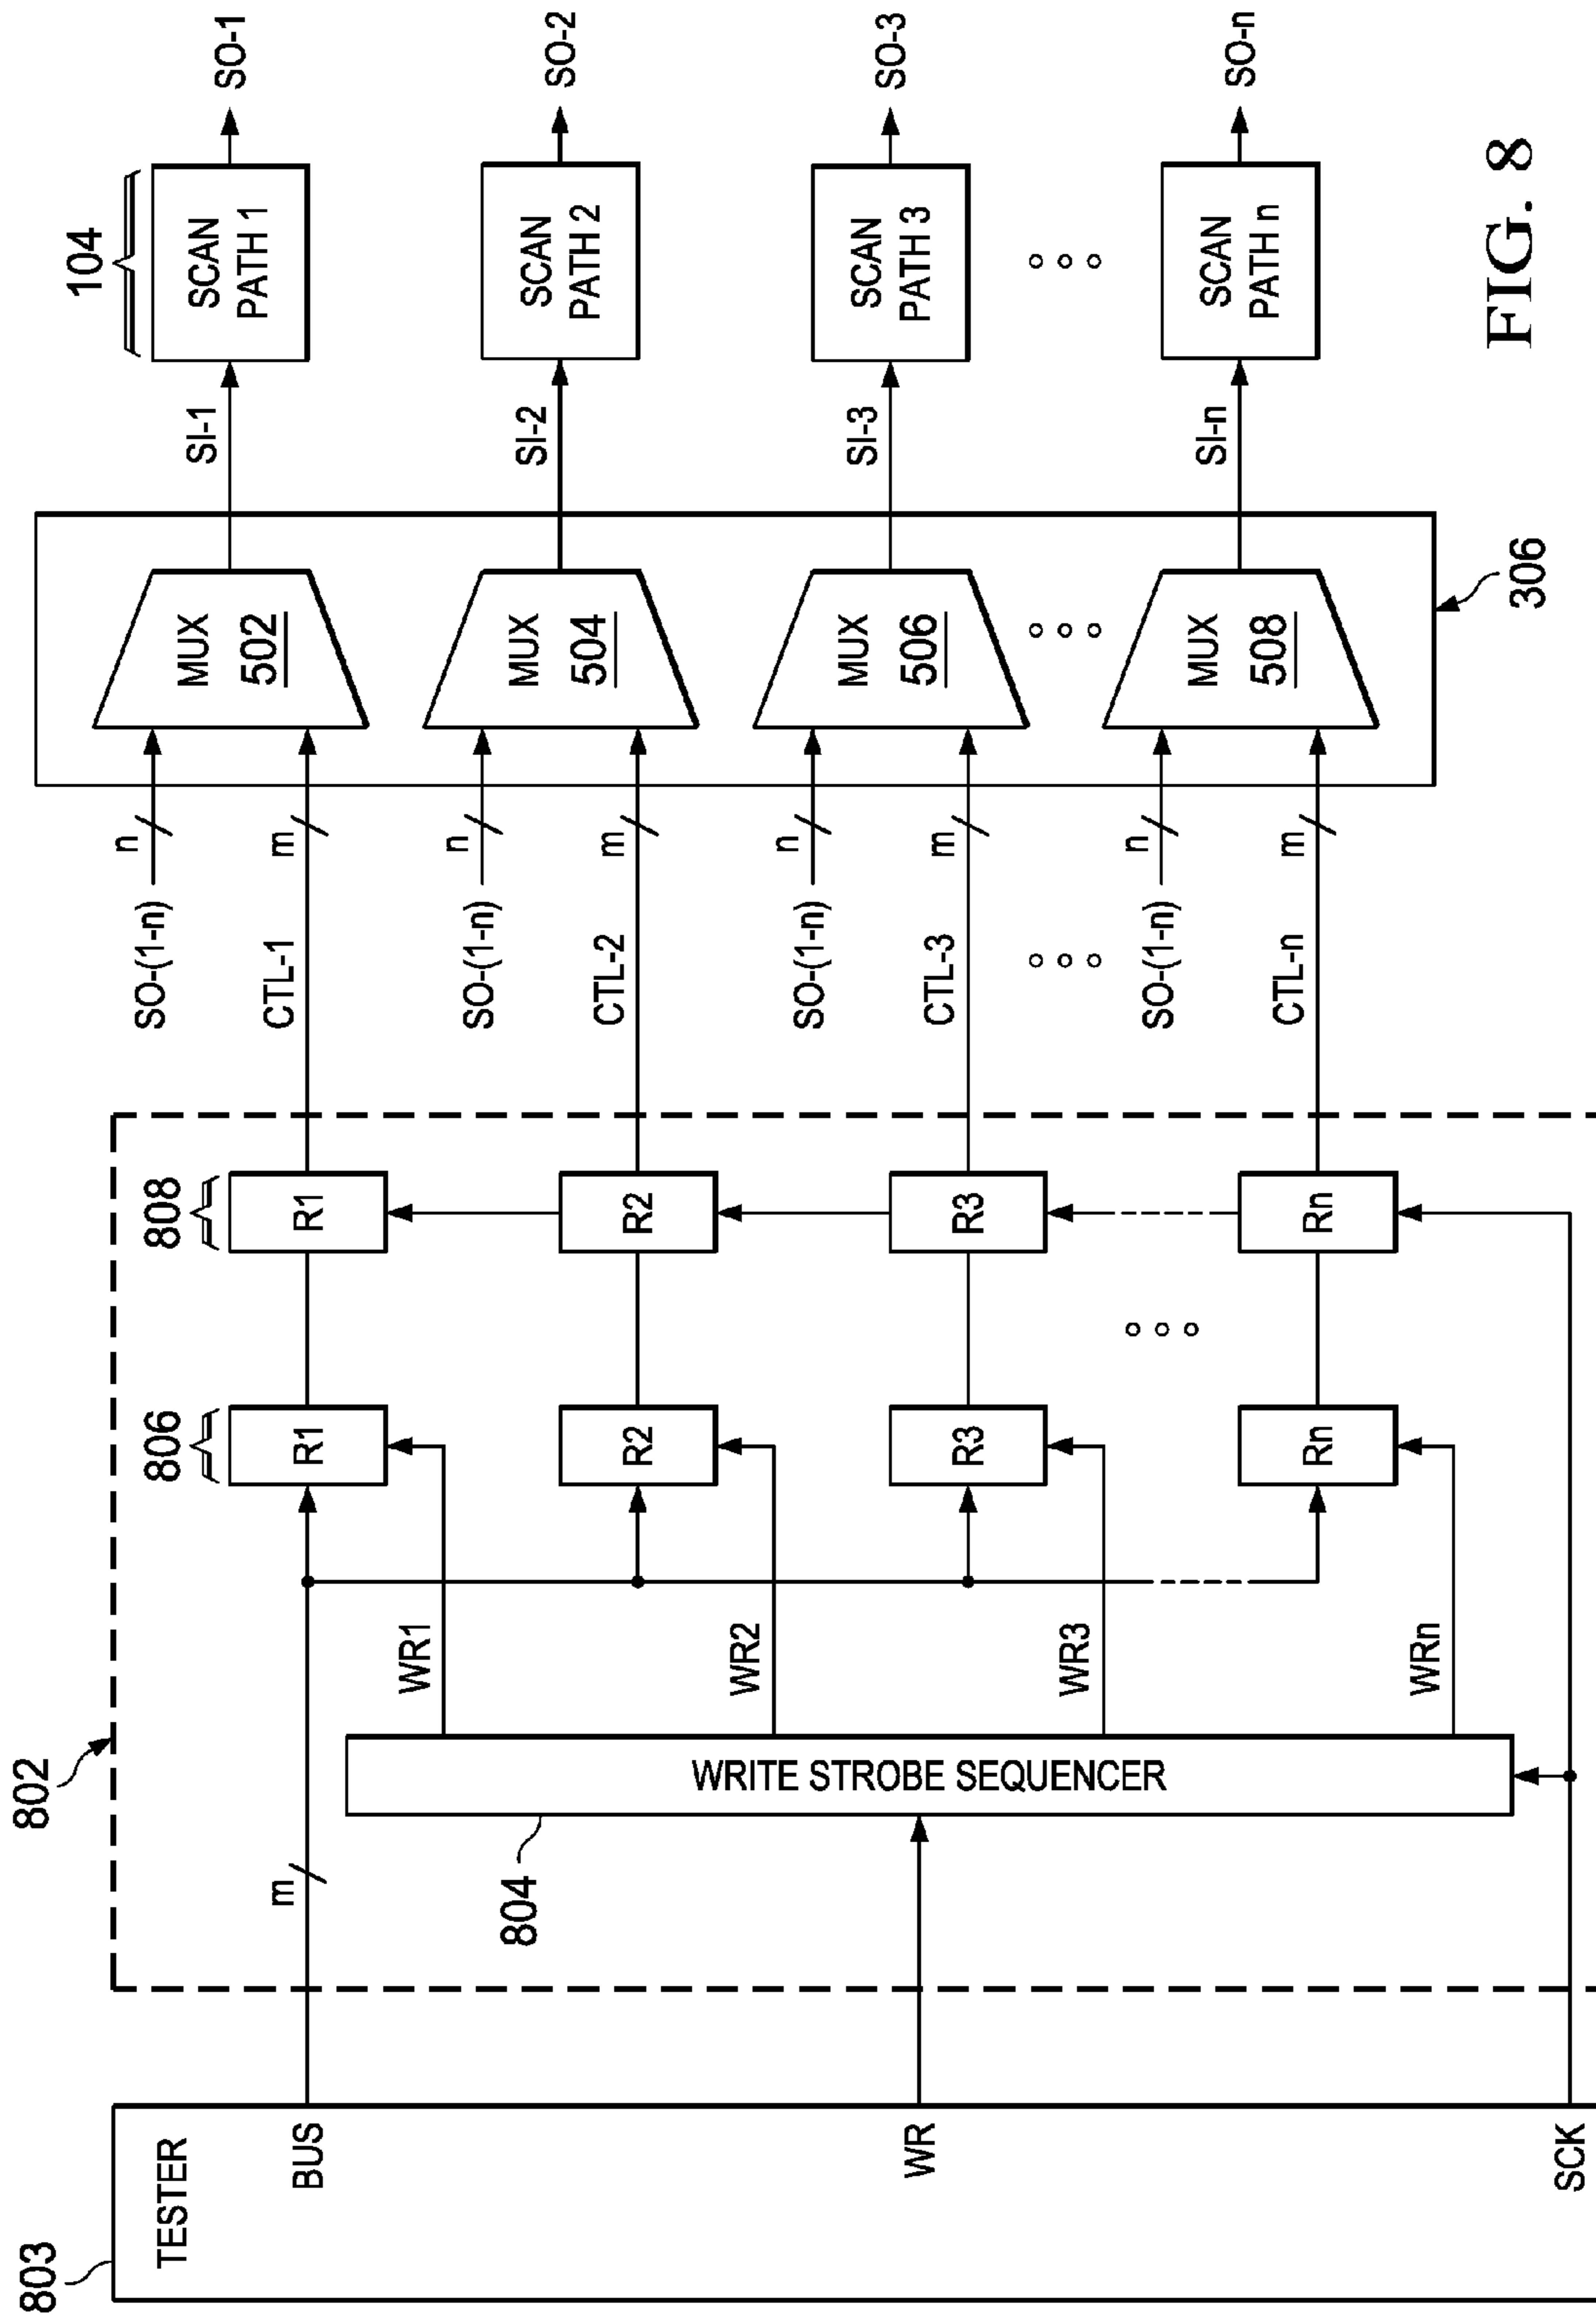 803
TESTER
BUS
WR
SCK
802
m
804
WRITE STROBE SEQUENCER
WR1
WR2
WR3
WRn
806
R1
R2
R3
Rn
808
R1
R2
R3
Rn
SO-(1-n)
n
CTL-1
m
SO-(1-n)
n
CTL-2
m
SO-(1-n)
n
CTL-3
m
SO-(1-n)
n
CTL-n
m
MUX
502
MUX
504
MUX
506
MUX
508
306
SI-1
SI-2
SI-3
SI-n
104
SCAN
PATH 1
SCAN
PATH 2
SCAN
PATH 3
SCAN
PATH n
SO-1
SO-2
SO-3
SO-n
FIG. 8